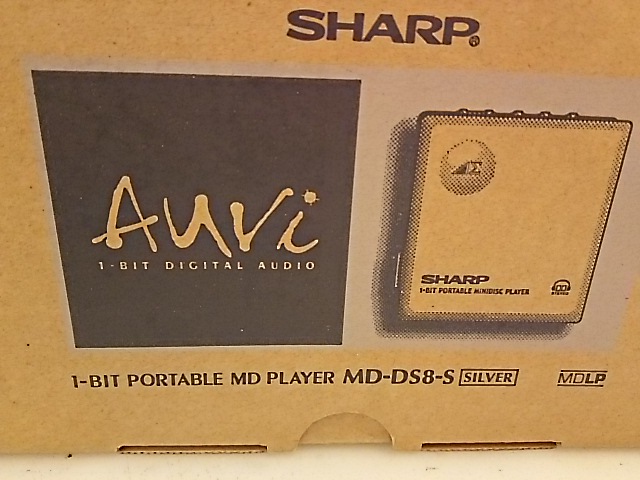 SHARP®
Auvi
1-BIT DIGITAL AUDIO
SHARP
1-BIT PORTABLE MINIDISC PLAYER
STEREO
1-BIT PORTABLE MD PLAYER MD-DS8-S SILVER MDLP